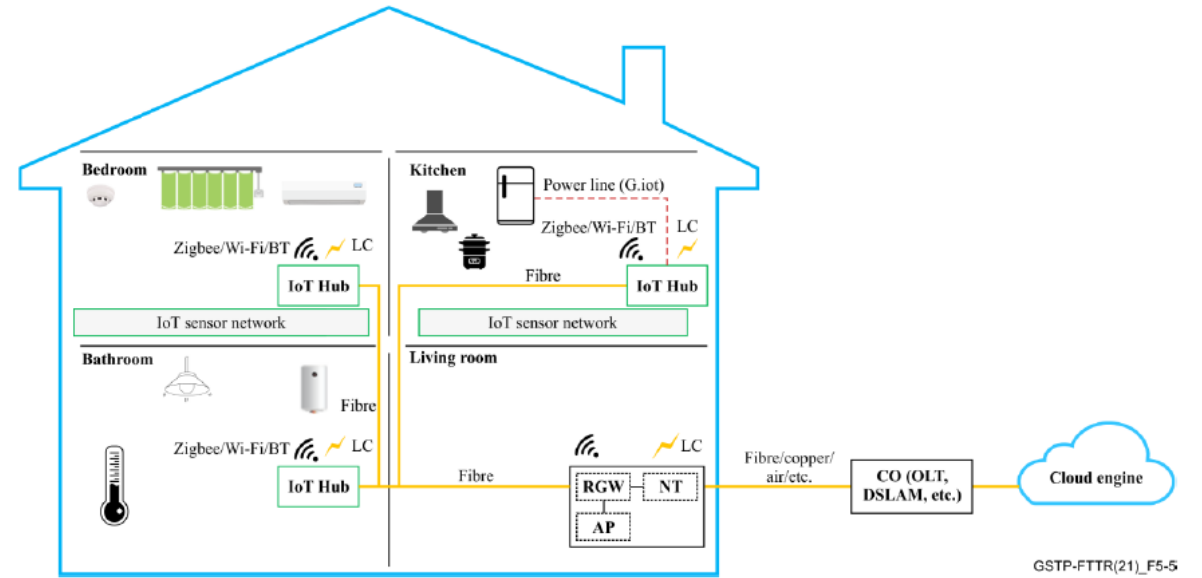 Bedroom
Kitchen
Power line (G.iot)
Zigbee/Wi-Fi/BT
LC
Zigbee/Wi-Fi/BT
LC
IoT Hub
Fibre
IoT Hub
IoT sensor network
IoT sensor network
Bathroom
Living room
Fibre
Zigbee/Wi-Fi/BT
LC
LC
IoT Hub
Fibre
RGW
NT
AP
Fibre/copper/
air/etc.
CO (OLT,
DSLAM, etc.)
Cloud engine
GSTP-FTTR(21)_F5-5